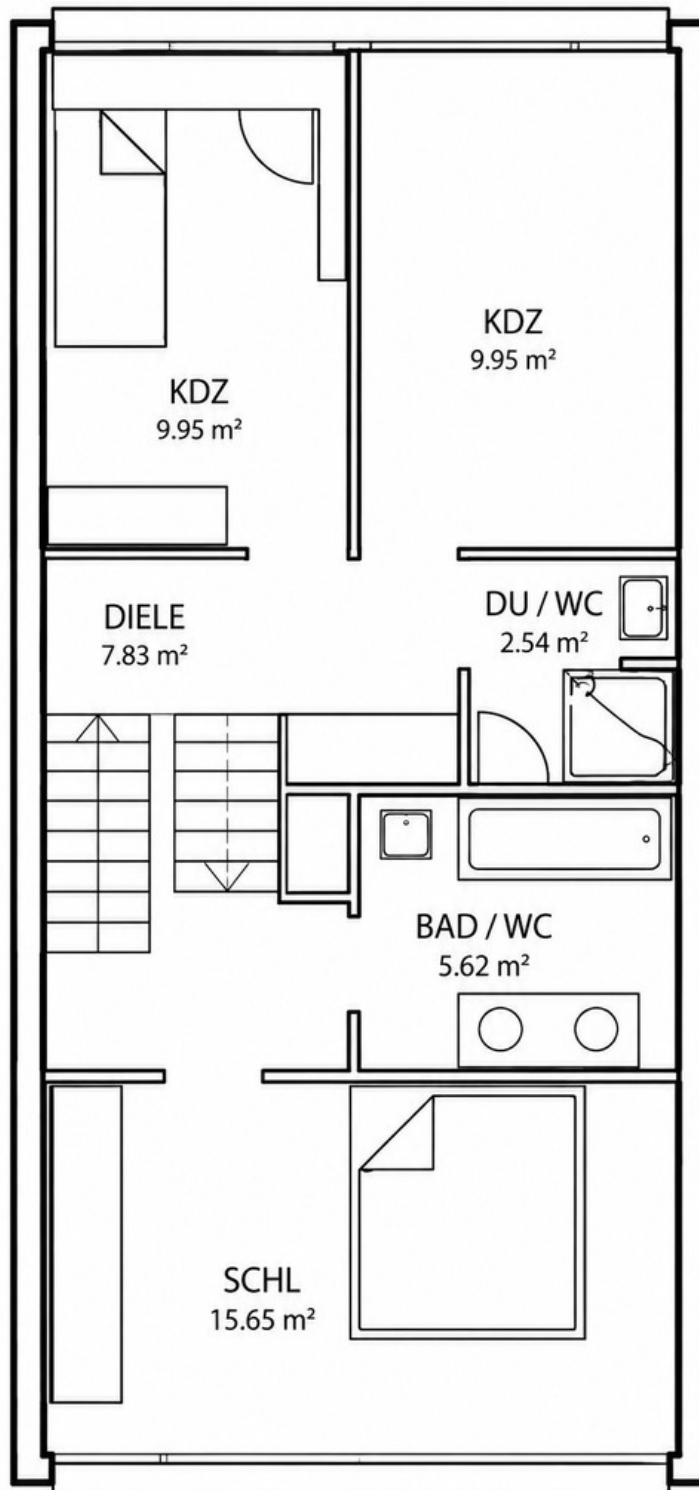 KDZ
9.95 m²
KDZ
9.95 m²
DIELE
7.83 m²
DU / WC
2.54 m²
BAD / WC
5.62 m²
SCHL
15.65 m²